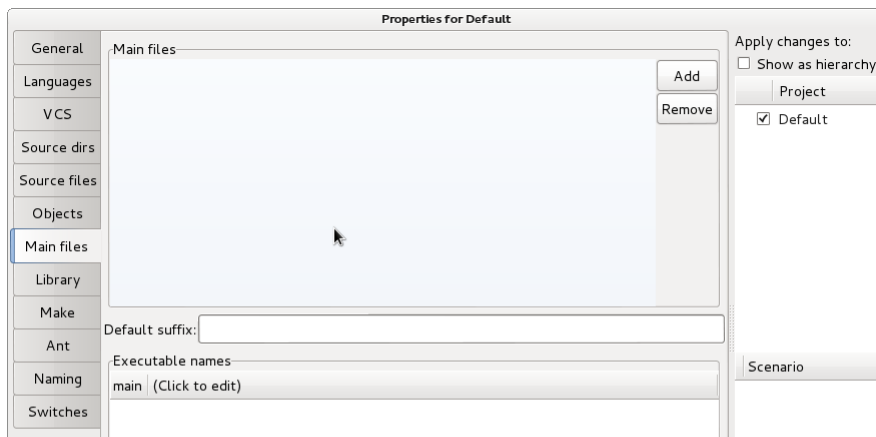 Properties for Default
General
Languages
VCS
Source dirs
Source files
Objects
Main files
Library
Make
Ant
Naming
Switches
Main files
Add
Remove
Default suffix:
Executable names
main (Click to edit)
Apply changes to:
Show as hierarchy
Project
Default
Scenario